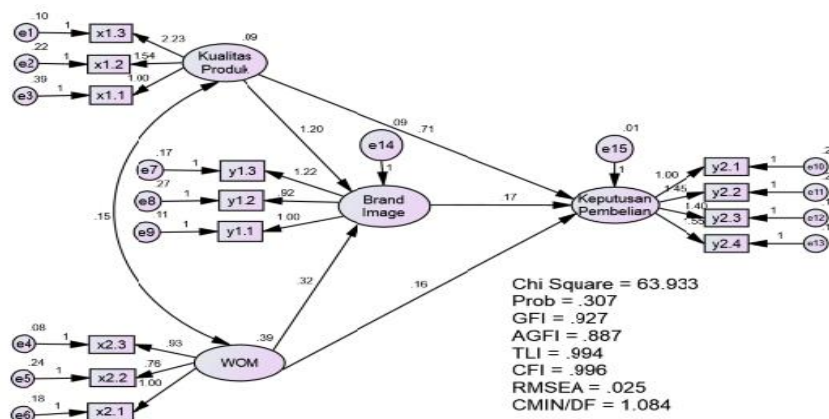 .10
e1
1
x1.3
2.23
.09
.22
e2
1
x1.2
1.54
Kualitas
Produk
.39
e3
1
x1.1
1.00
.09
.71
.01
1.20
e14
e15
.17
e7
1
y1.3
1.22
1
1
.27
e8
1
y1.2
.92
Brand
Image
.17
Keputusan
Pembelian
11
e9
1
y1.1
1.00
1.00
y2.1
1
e10
1.45
y2.2
1
e11
1.40
y2.3
1
e12
.55
y2.4
1
e13
.15
.32
.16
.08
e4
1
x2.3
.93
.39
WOM
.24
e5
1
x2.2
.76
.18
e6
1
x2.1
1.00
Chi Square = 63.933
Prob = .307
GFI = .927
AGFI = .887
TLI = .994
CFI = .996
RMSEA = .025
CMIN/DF = 1.084